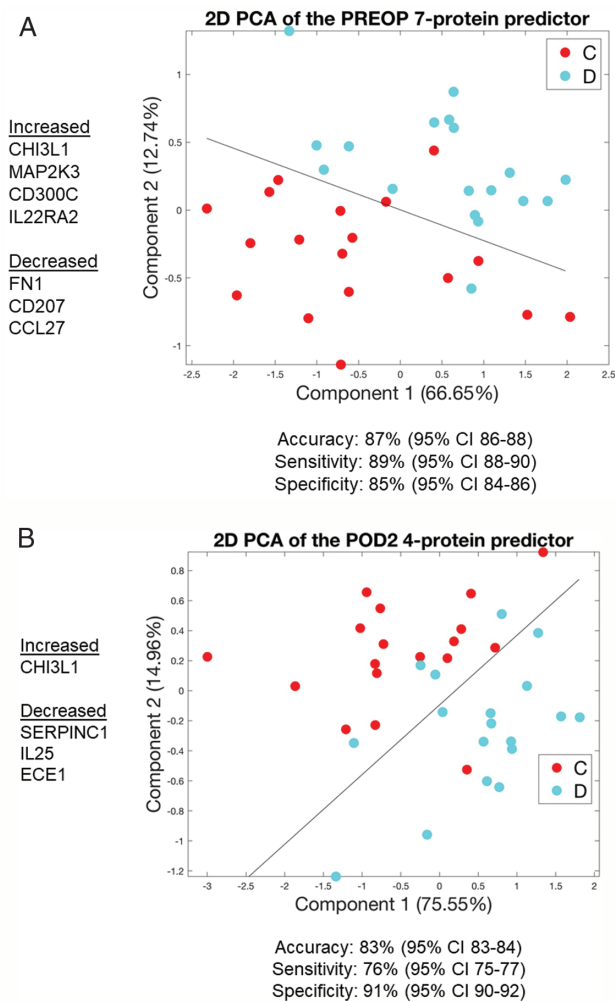 A
2D PCA of the PREOP 7-protein predictor
Increased
CHI3L1
MAP2K3
CD300C
IL22RA2
Decreased
FN1
CD207
CCL27
Component 2 (12.74%)
1
0.5
0
-0.5
-1
C
D
-2.5 -2 -1.5 -1 -0.5 0 0.5 1 1.5 2 2.5
Component 1 (66.65%)
Accuracy: 87% (95% CI 86-88)
Sensitivity: 89% (95% CI 88-90)
Specificity: 85% (95% CI 84-86)
B
2D PCA of the POD2 4-protein predictor
Increased
CHI3L1
Decreased
SERPINC1
IL25
ECE1
Component 2 (14.96%)
0.8
0.6
0.4
0.2
0
-0.2
-0.4
-0.6
-0.8
-1
-1.2
C
D
-3 -2.5 -2 -1.5 -1 -0.5 0 0.5 1 1.5 2
Component 1 (75.55%)
Accuracy: 83% (95% CI 83-84)
Sensitivity: 76% (95% CI 75-77)
Specificity: 91% (95% CI 90-92)